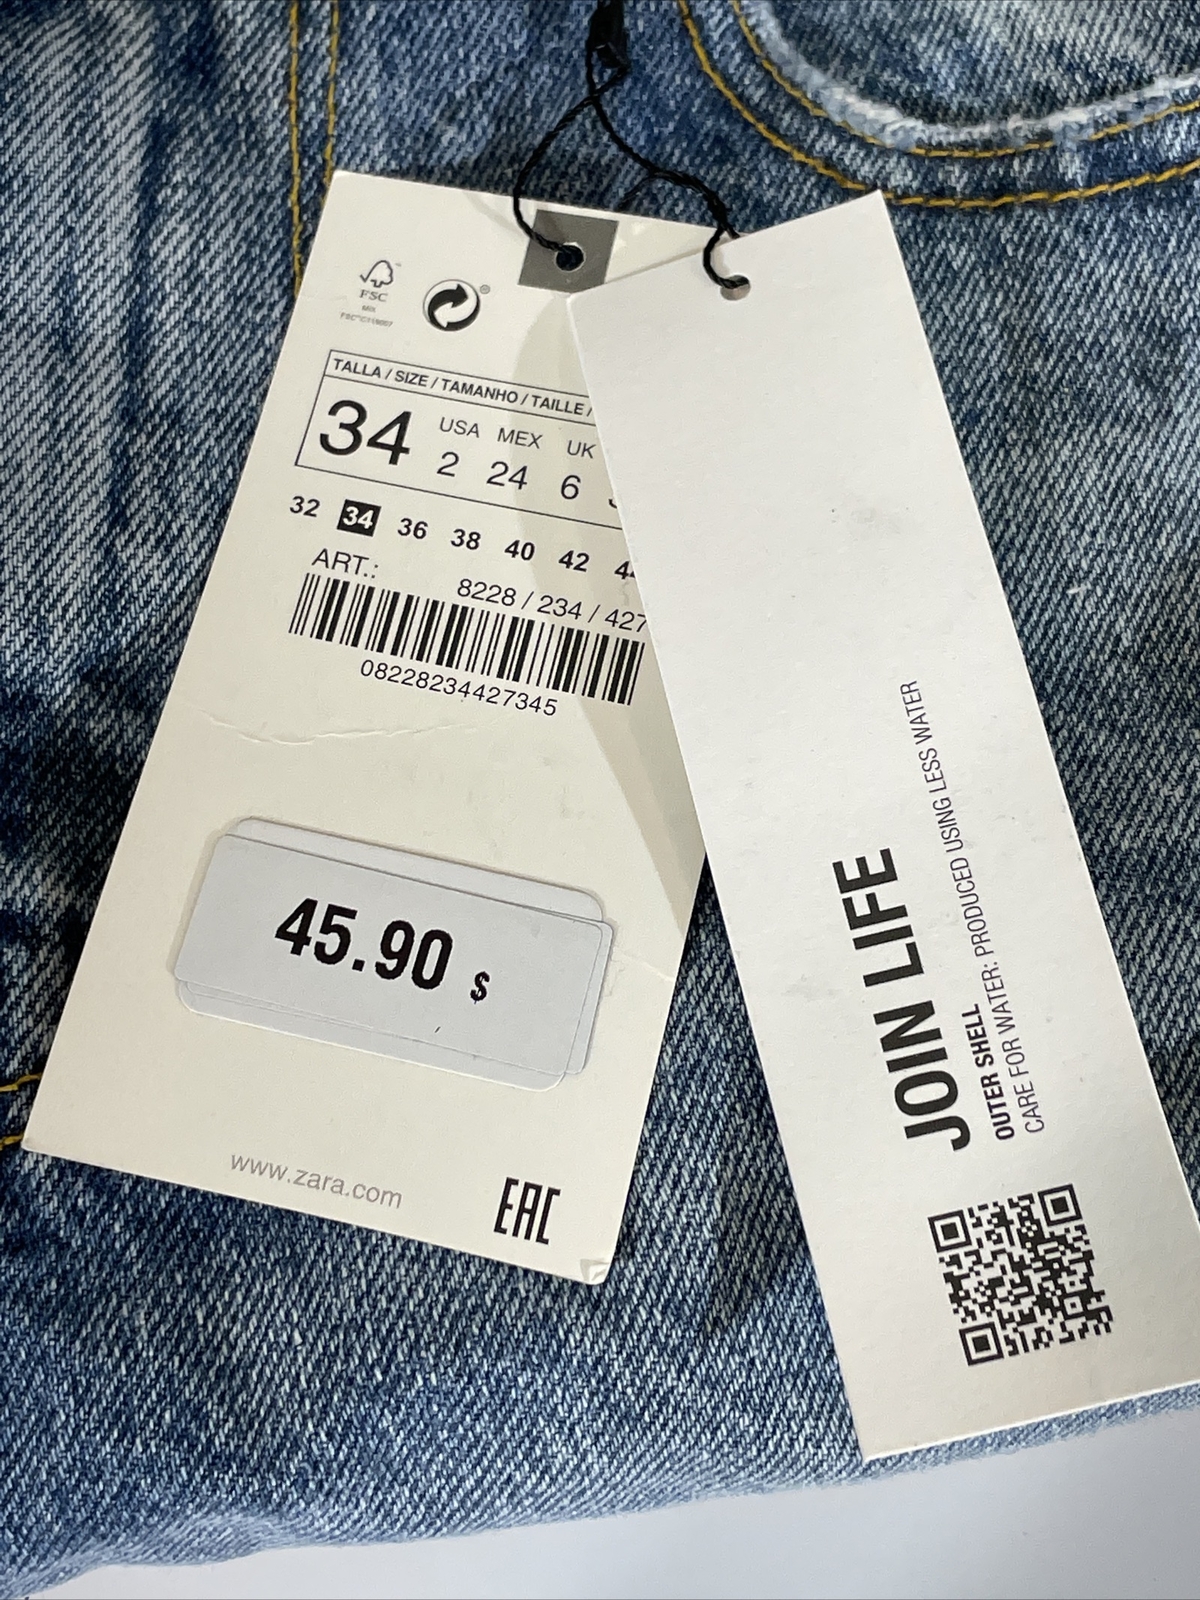 FSC
Mix
TALLA / SIZE / TAMANHO / TAILLE /
34
USA MEX UK
2 24 6
32 34 36 38 40 42 44
ART.:
8228 / 234 / 427
08228234427345
45.90 $
www.zara.com
EAC
JOIN LIFE
OUTER SHELL
CARE FOR WATER: PRODUCED USING LESS WATER